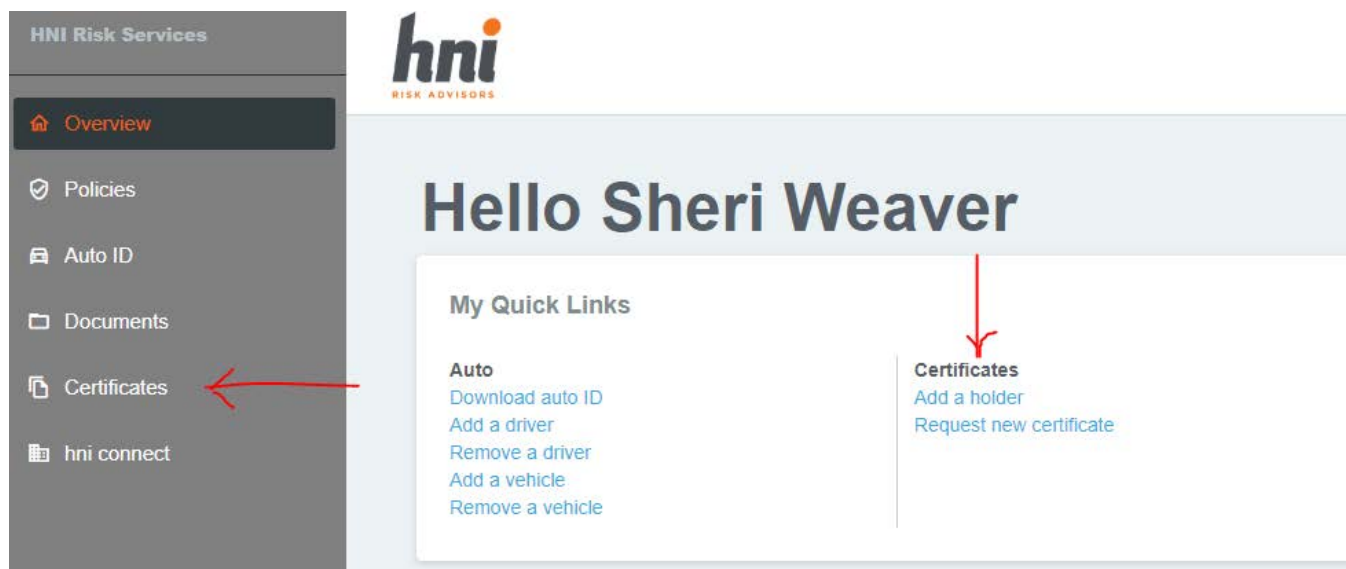 HNI Risk Services
Overview
Policies
Auto ID
Documents
Certificates
hni connect
hni
RISK ADVISORS
Hello Sheri Weaver
My Quick Links
Auto
Download auto ID
Add a driver
Remove a driver
Add a vehicle
Remove a vehicle
Certificates
Add a holder
Request new certificate